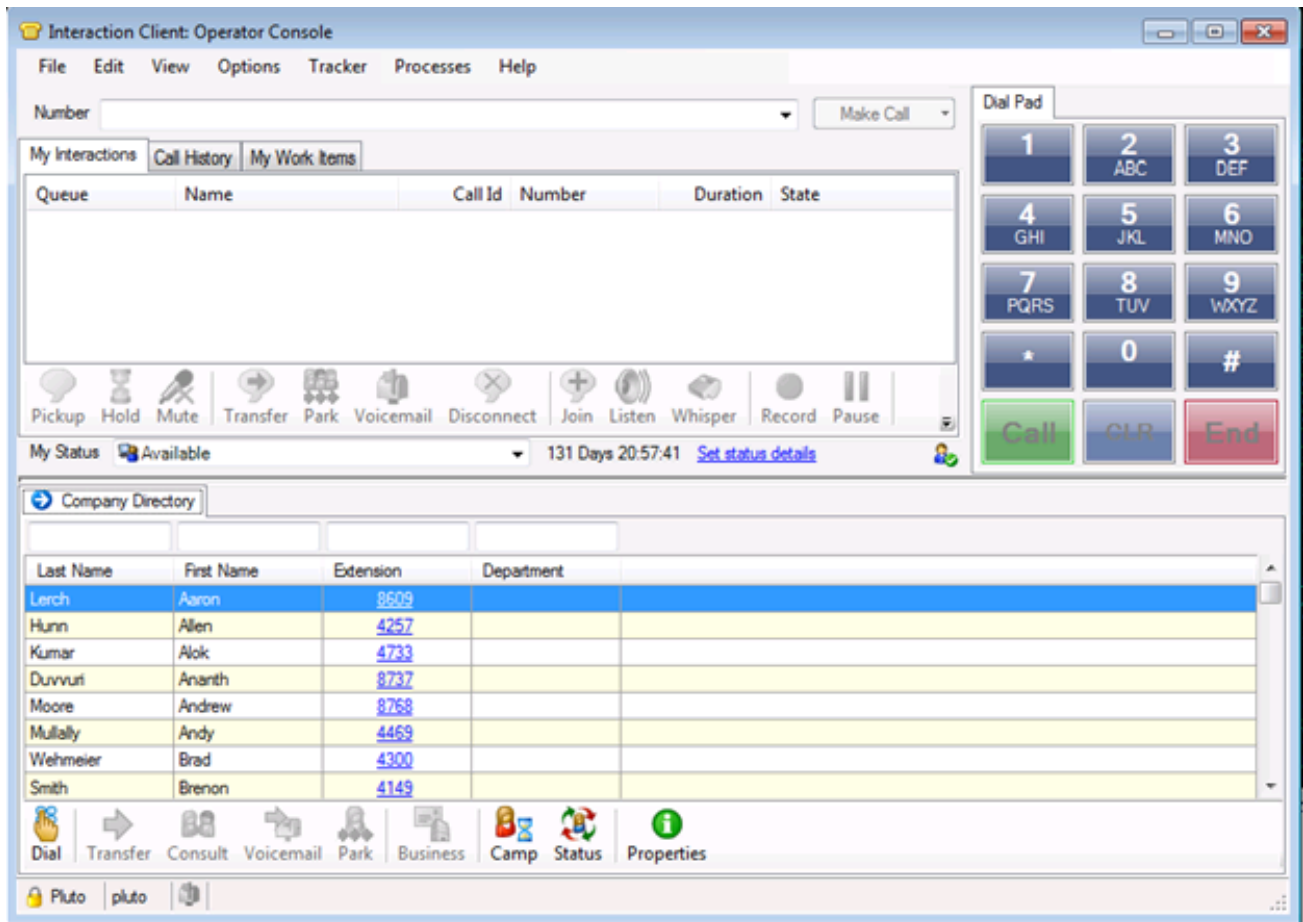 Interaction Client: Operator Console
File Edit View Options Tracker Processes Help
Number Make Call
Dial Pad
My Interactions Call History My Work Items
Queue Name Call Id Number Duration State
1 2 ABC 3 DEF
4 GHI 5 JKL 6 MNO
7 PQRS 8 TUV 9 WXYZ
* 0 #
Call CLR End
Pickup Hold Mute Transfer Park Voicemail Disconnect Join Listen Whisper Record Pause
My Status Available 131 Days 20:57:41 Set status details
Company Directory
Last Name First Name Extension Department
Lerch Aaron 8609
Hunn Allen 4257
Kumar Alok 4733
Duvvuri Ananth 8737
Moore Andrew 8768
Mullally Andy 4469
Wehmeier Brad 4300
Smith Brenon 4149
Dial Transfer Consult Voicemail Park Business Camp Status Properties
Pluto pluto